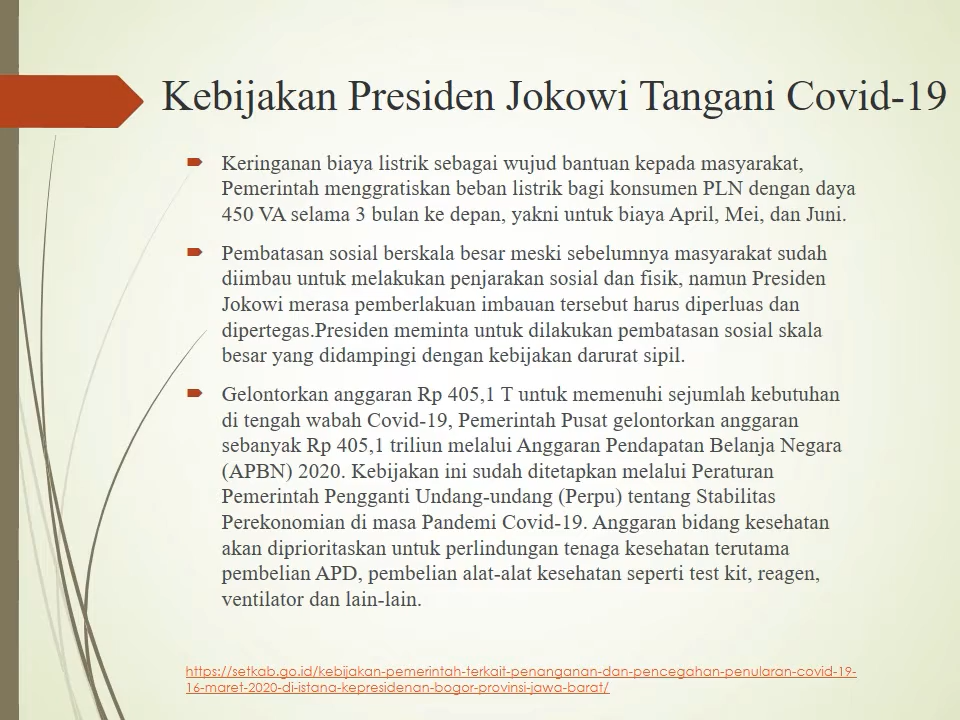 Kebijakan Presiden Jokowi Tangani Covid-19
Keringanan biaya listrik sebagai wujud bantuan kepada masyarakat,
Pemerintah menggratiskan beban listrik bagi konsumen PLN dengan daya
450 VA selama 3 bulan ke depan, yakni untuk biaya April, Mei, dan Juni.
Pembatasan sosial berskala besar meski sebelumnya masyarakat sudah
diimbau untuk melakukan penjarakan sosial dan fisik, namun Presiden
Jokowi merasa pemberlakuan imbauan tersebut harus diperluas dan
dipertegas.Presiden meminta untuk dilakukan pembatasan sosial skala
besar yang didampingi dengan kebijakan darurat sipil.
Gelontorkan anggaran Rp 405,1 T untuk memenuhi sejumlah kebutuhan
di tengah wabah Covid-19, Pemerintah Pusat gelontorkan anggaran
sebanyak Rp 405,1 triliun melalui Anggaran Pendapatan Belanja Negara
(APBN) 2020. Kebijakan ini sudah ditetapkan melalui Peraturan
Pemerintah Pengganti Undang-undang (Perpu) tentang Stabilitas
Perekonomian di masa Pandemi Covid-19. Anggaran bidang kesehatan
akan diprioritaskan untuk perlindungan tenaga kesehatan terutama
pembelian APD, pembelian alat-alat kesehatan seperti test kit, reagen,
ventilator dan lain-lain.
https://setkab.go.id/kebijakan-pemerintah-terkait-penanganan-dan-pencegahan-penularan-covid-19-
16-maret-2020-di-istana-kepresidenan-bogor-provinsi-jawa-barat/